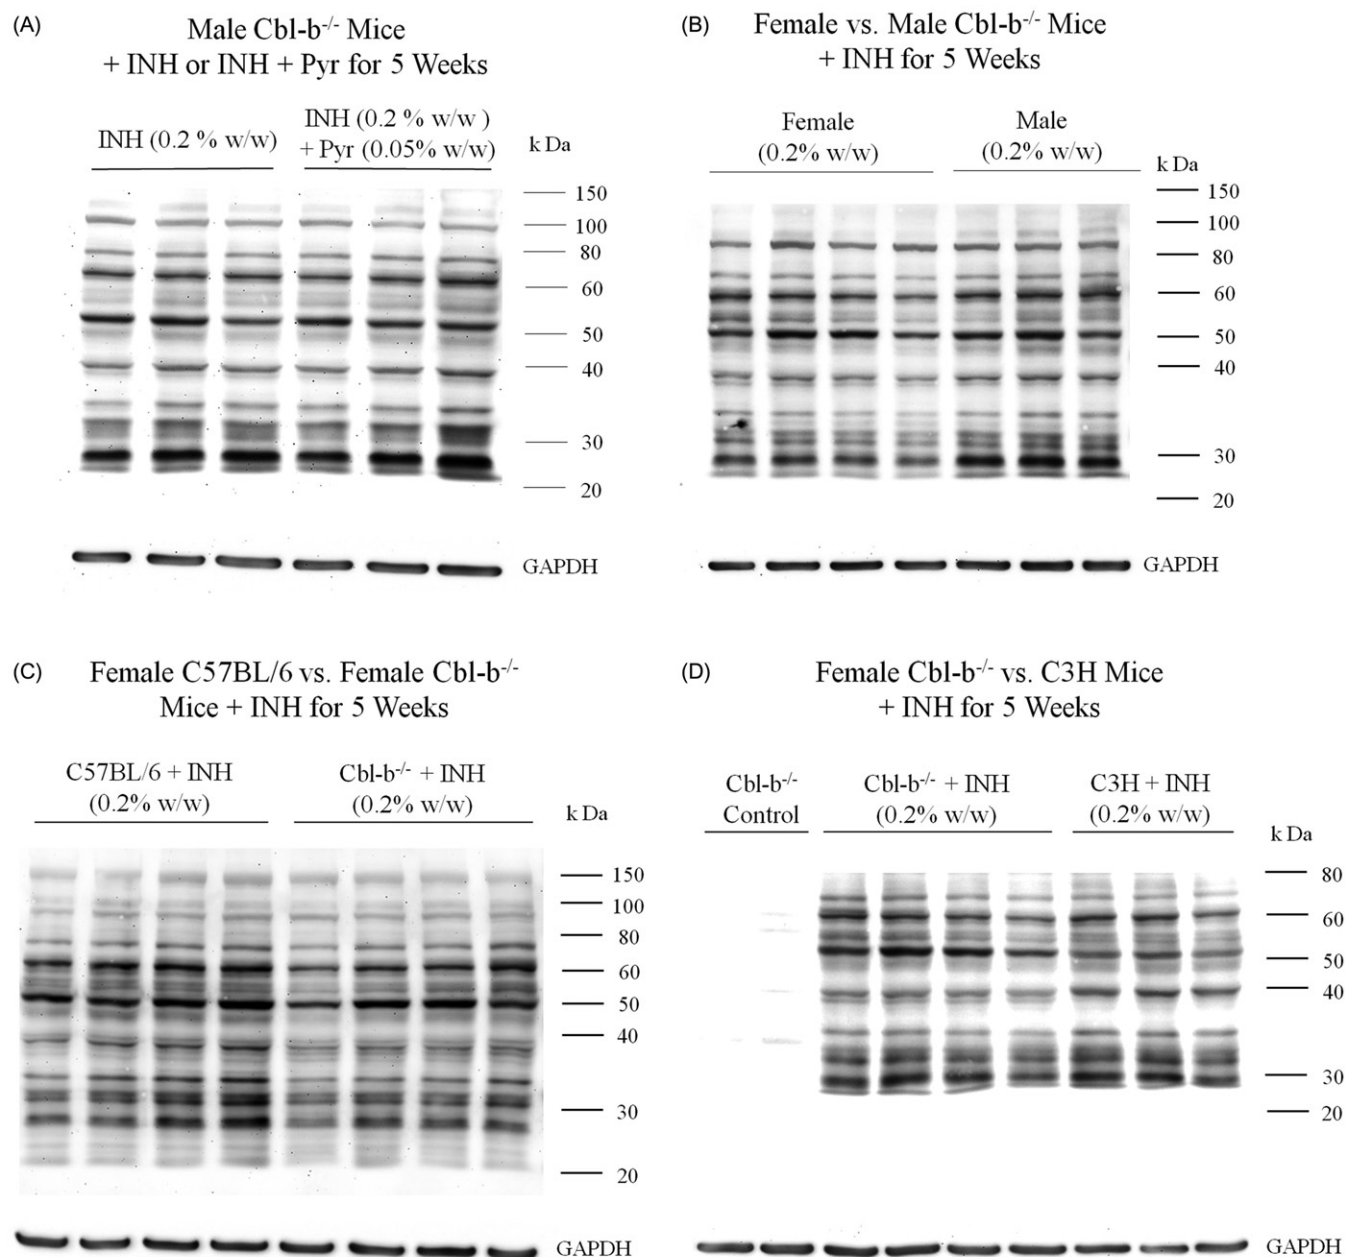 (A)
Male Cbl-b-/- Mice
+ INH or INH + Pyr for 5 Weeks
INH (0.2 % w/w)
INH (0.2 % w/w )
+ Pyr (0.05% w/w)
k Da
150
100
80
60
50
40
30
20
GAPDH
(B)
Female vs. Male Cbl-b-/- Mice
+ INH for 5 Weeks
Female
(0.2% w/w)
Male
(0.2% w/w)
k Da
150
100
80
60
50
40
30
20
GAPDH
(C)
Female C57BL/6 vs. Female Cbl-b-/-
Mice + INH for 5 Weeks
C57BL/6 + INH
(0.2% w/w)
Cbl-b-/- + INH
(0.2% w/w)
k Da
150
100
80
60
50
40
30
20
GAPDH
(D)
Female Cbl-b-/- vs. C3H Mice
+ INH for 5 Weeks
Cbl-b-/-
Control
Cbl-b-/- + INH
(0.2% w/w)
C3H + INH
(0.2% w/w)
k Da
80
60
50
40
30
20
GAPDH